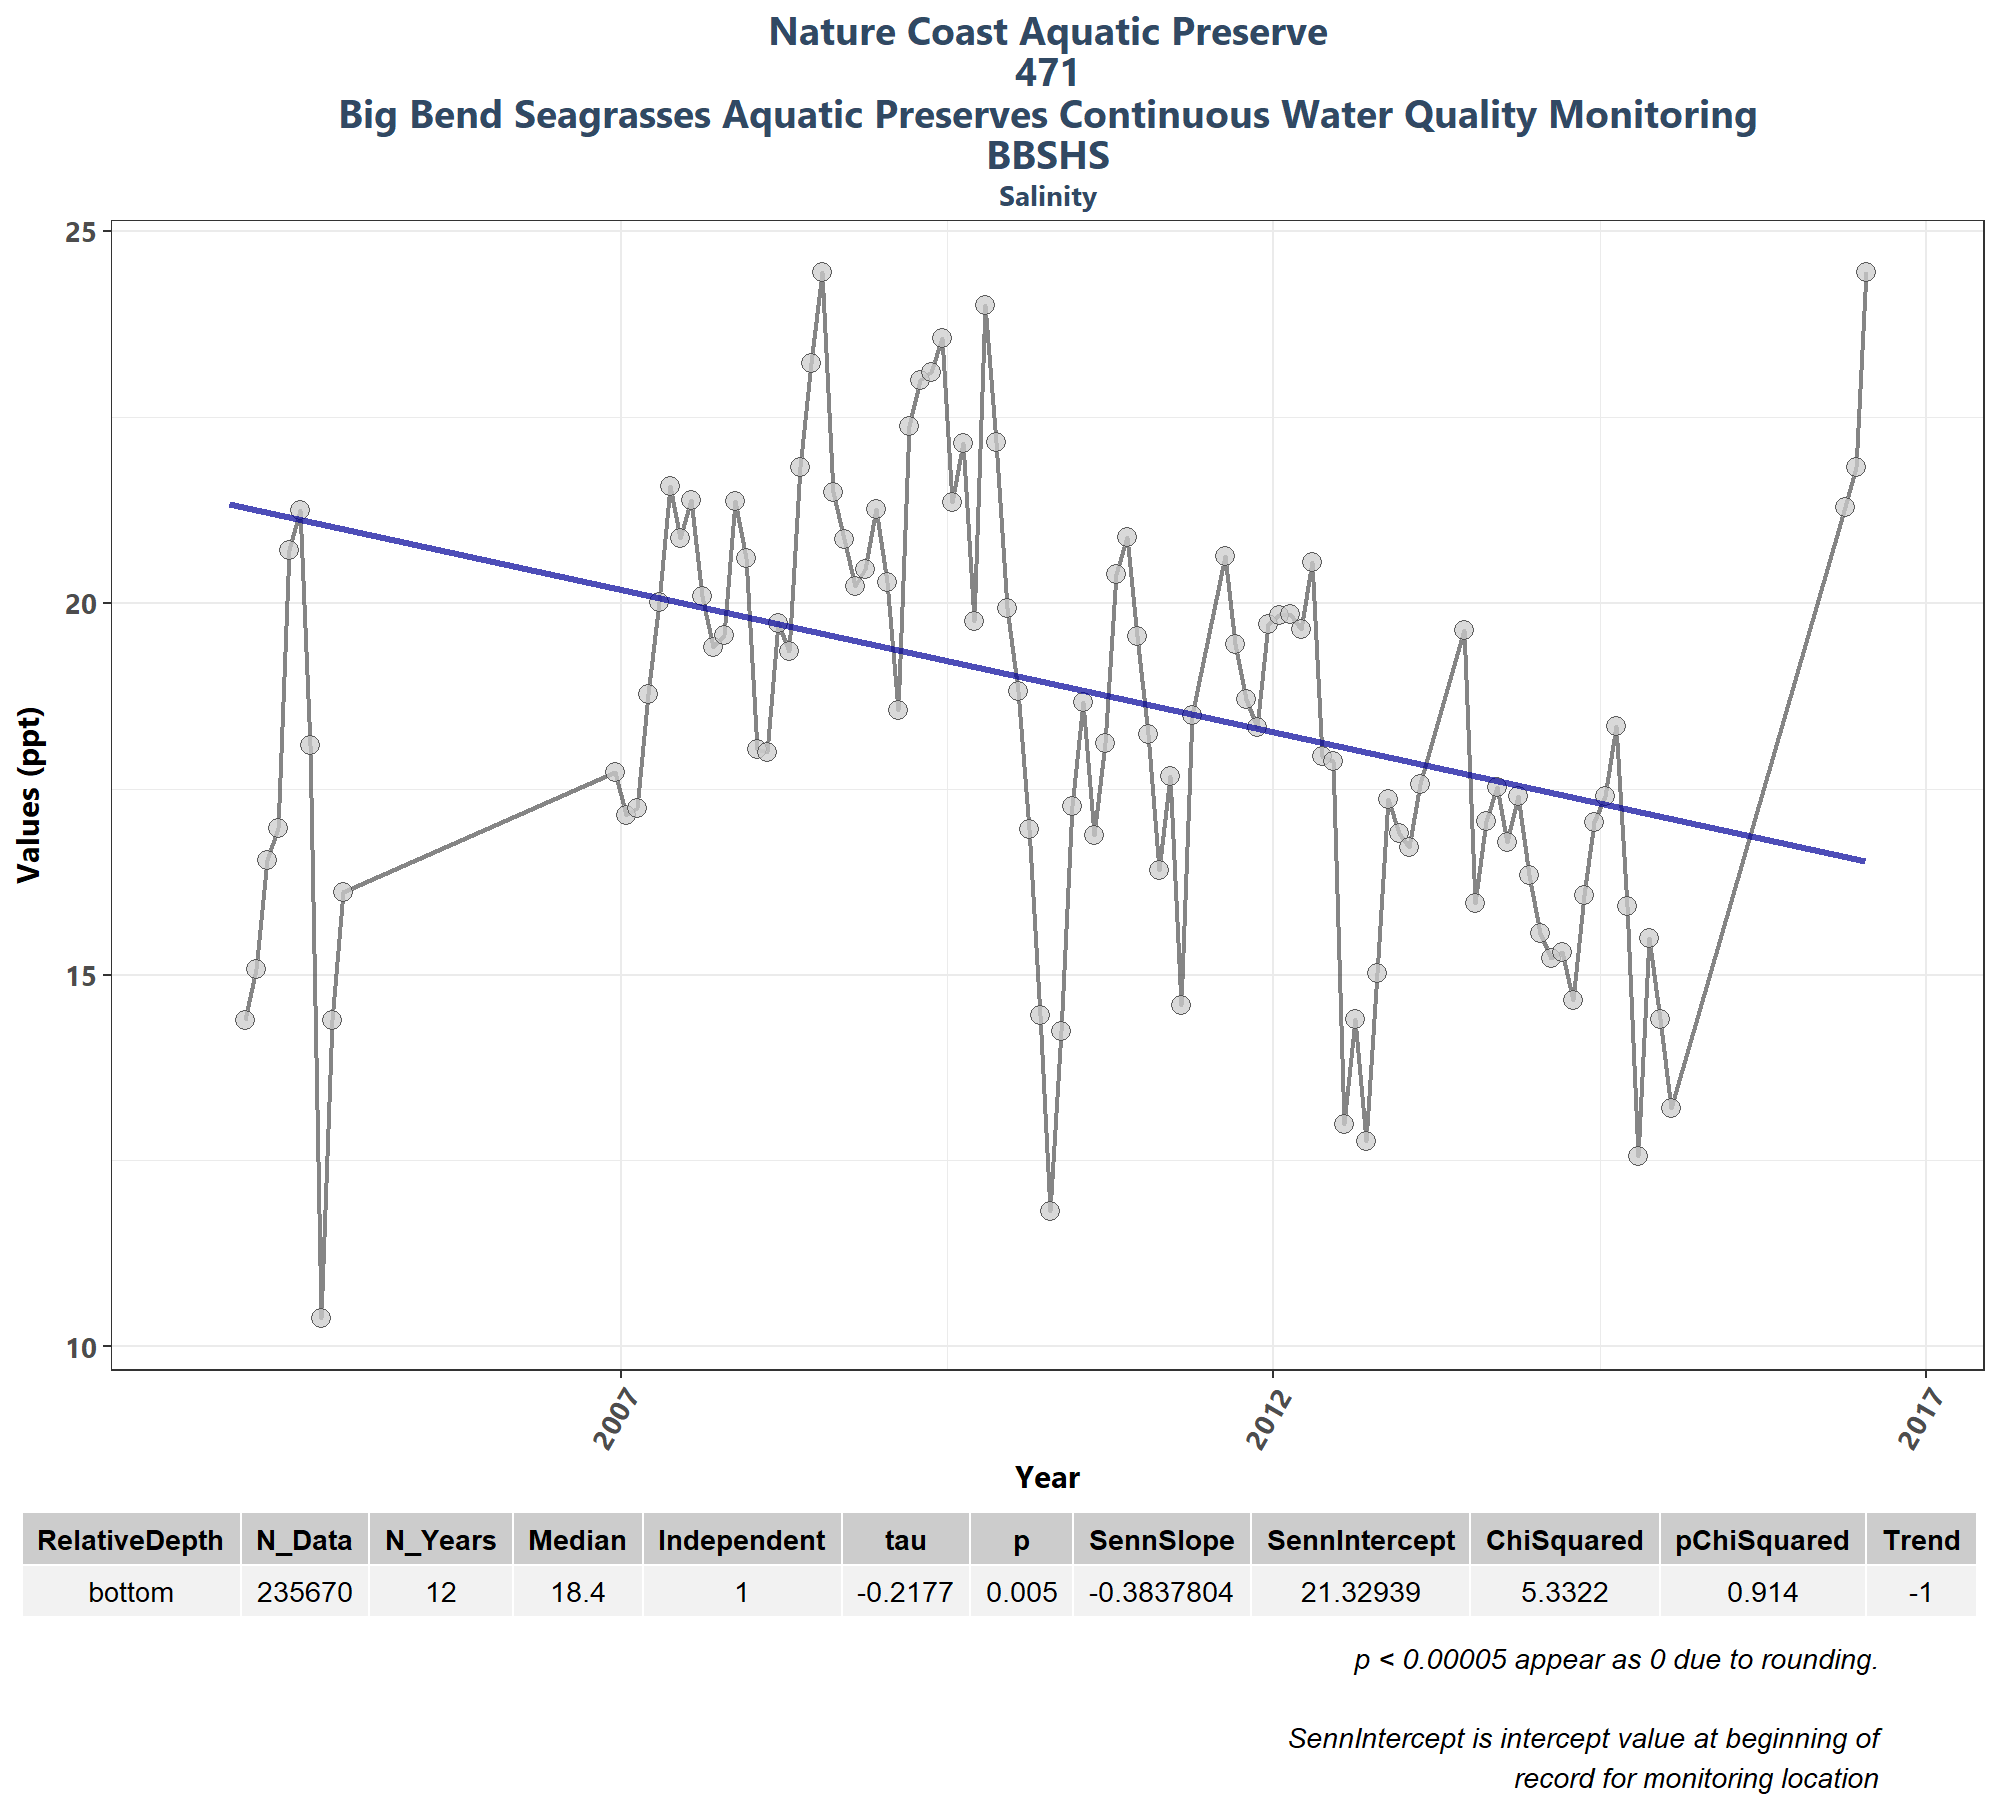 Nature Coast Aquatic Preserve
471
Big Bend Seagrasses Aquatic Preserves Continuous Water Quality Monitoring
BBSHS
Salinity
25
20
15
10
Values (ppt)
2007
2012
2017
Year
RelativeDepth N_Data N_Years Median Independent tau p SennSlope SennIntercept ChiSquared pChiSquared Trend
bottom 235670 12 18.4 1 -0.2177 0.005 -0.3837804 21.32939 5.3322 0.914 -1
p < 0.00005 appear as 0 due to rounding.
SennIntercept is intercept value at beginning of
record for monitoring location